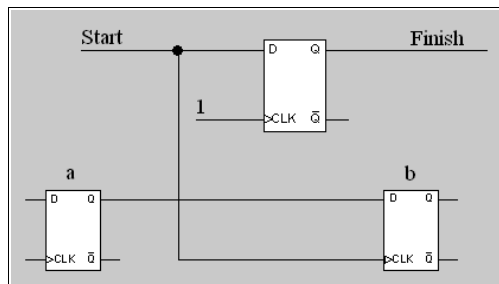 Start Finish
D Q
1
CLK Q̅
a b
D Q D Q
CLK Q̅ CLK Q̅